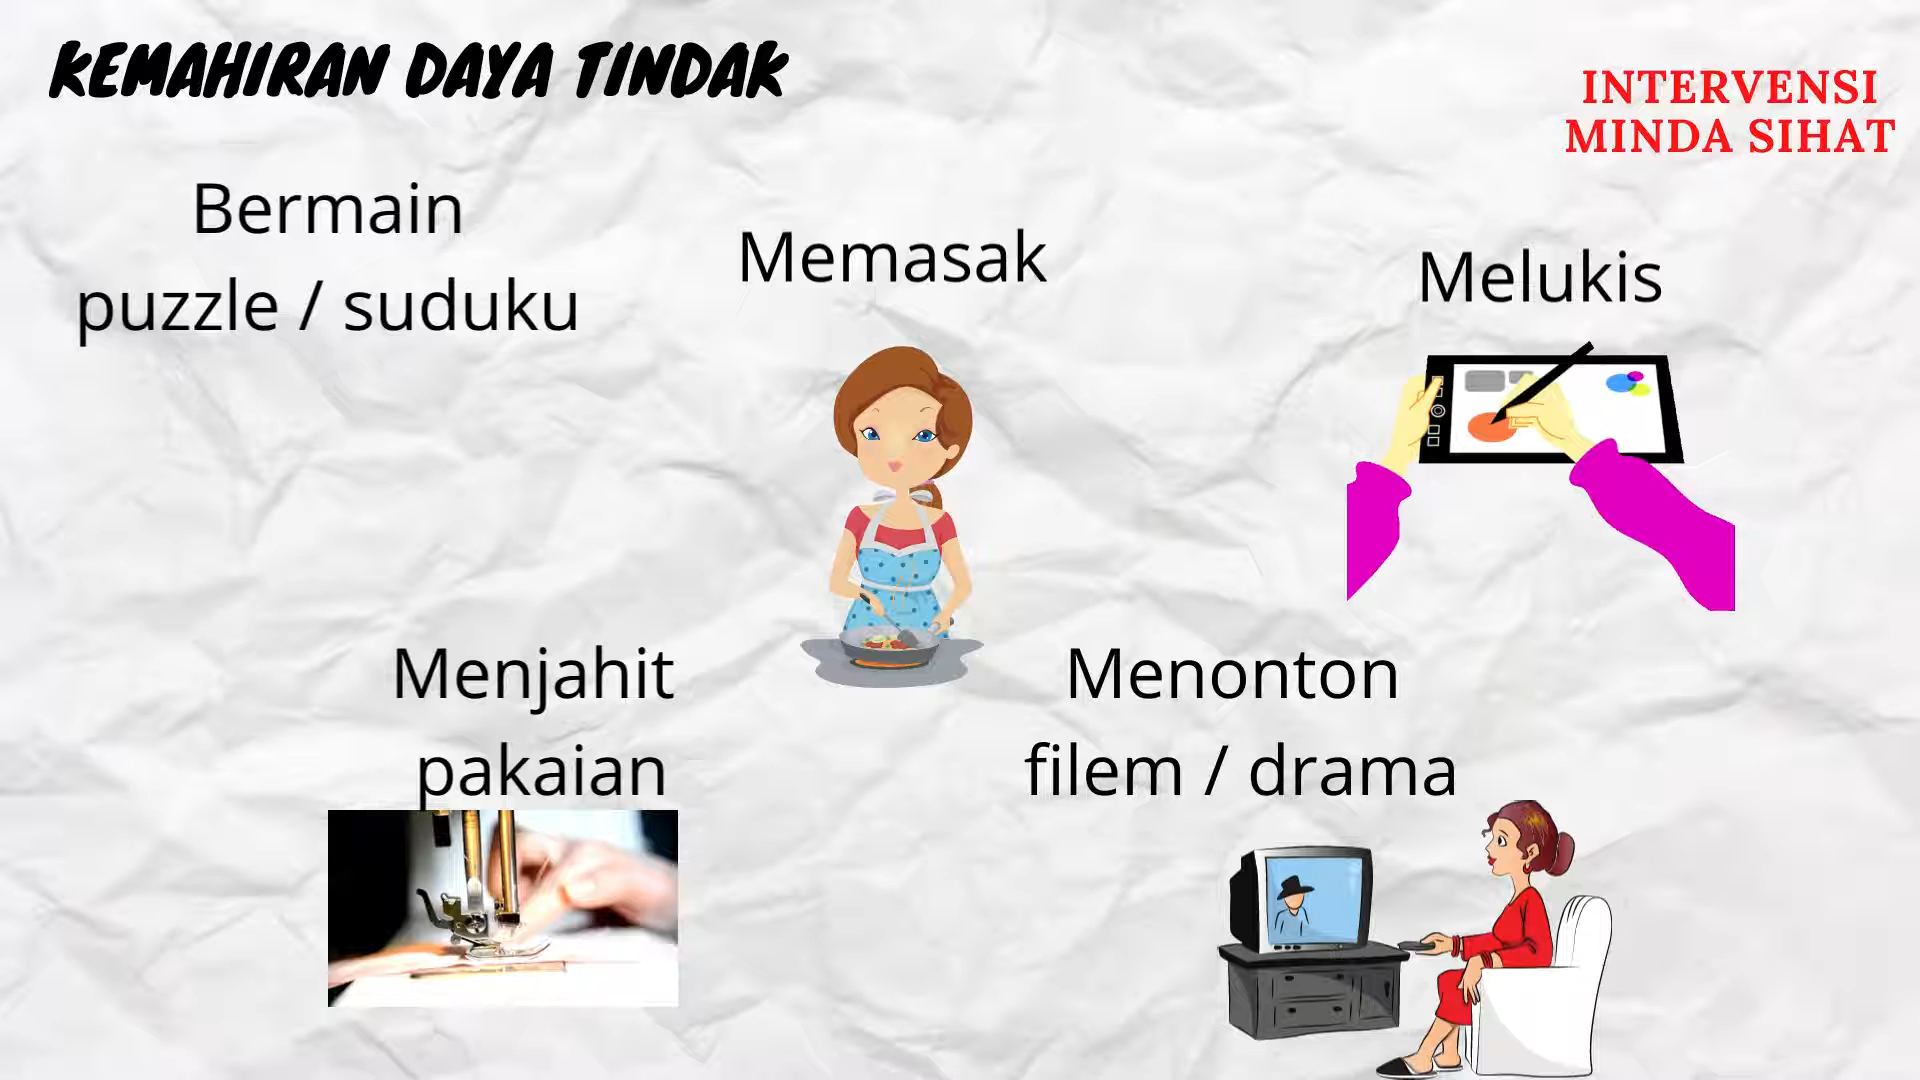 KEMAHIRAN DAYA TINDAK
INTERVENSI
MINDA SIHAT
Bermain
puzzle / suduku
Memasak
Melukis
Menjahit
pakaian
Menonton
filem / drama